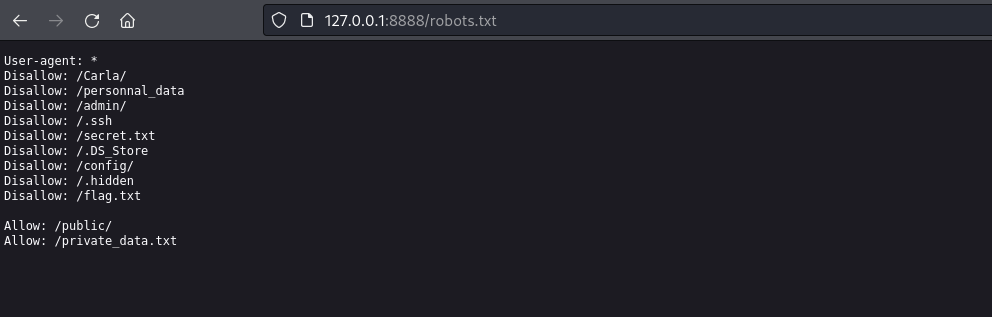 127.0.0.1:8888/robots.txt
User-agent: *
Disallow: /Carla/
Disallow: /personnal_data
Disallow: /admin/
Disallow: /.ssh
Disallow: /secret.txt
Disallow: /.DS_Store
Disallow: /config/
Disallow: /.hidden
Disallow: /flag.txt
Allow: /public/
Allow: /private_data.txt